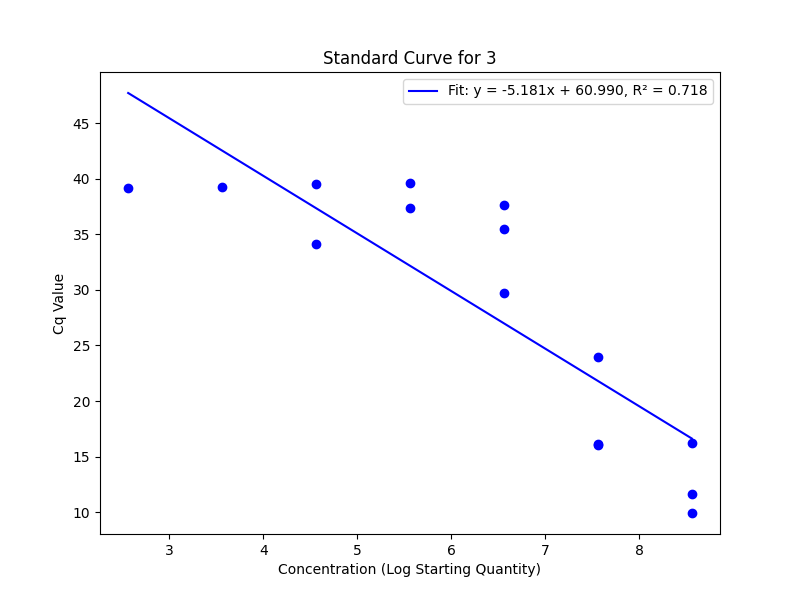 Standard Curve for 3
Fit: y = -5.181x + 60.990, R² = 0.718
45
40
35
30
25
20
15
10
Cq Value
3 4 5 6 7 8
Concentration (Log Starting Quantity)